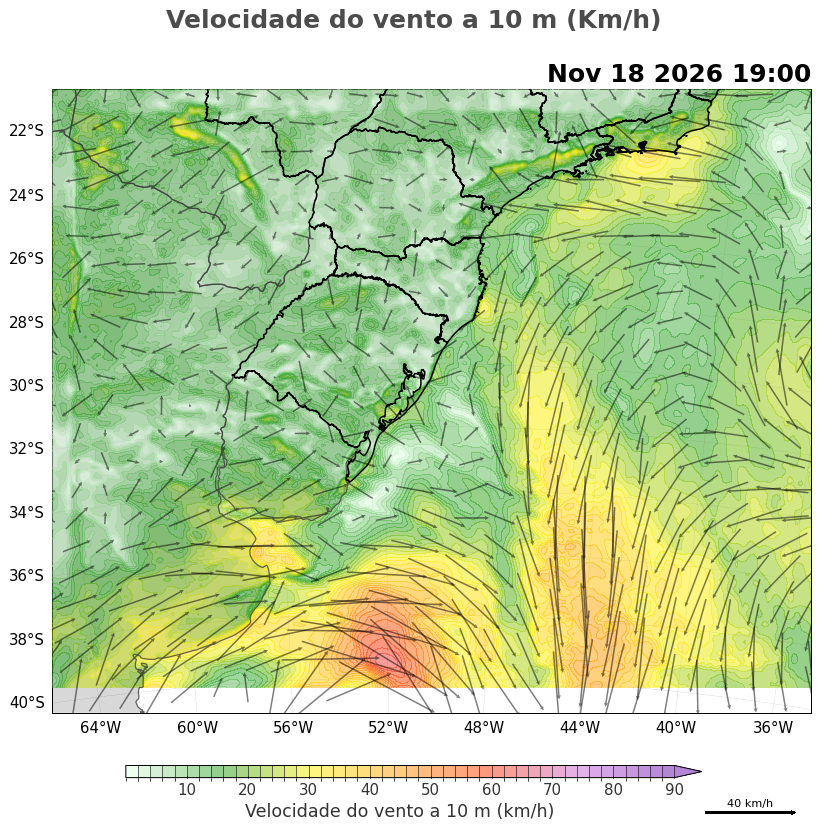 Velocidade do vento a 10 m (Km/h)
Nov 18 2026 19:00
22°S
24°S
26°S
28°S
30°S
32°S
34°S
36°S
38°S
40°S
64°W 60°W 56°W 52°W 48°W 44°W 40°W 36°W
10 20 30 40 50 60 70 80 90
Velocidade do vento a 10 m (km/h)
40 km/h